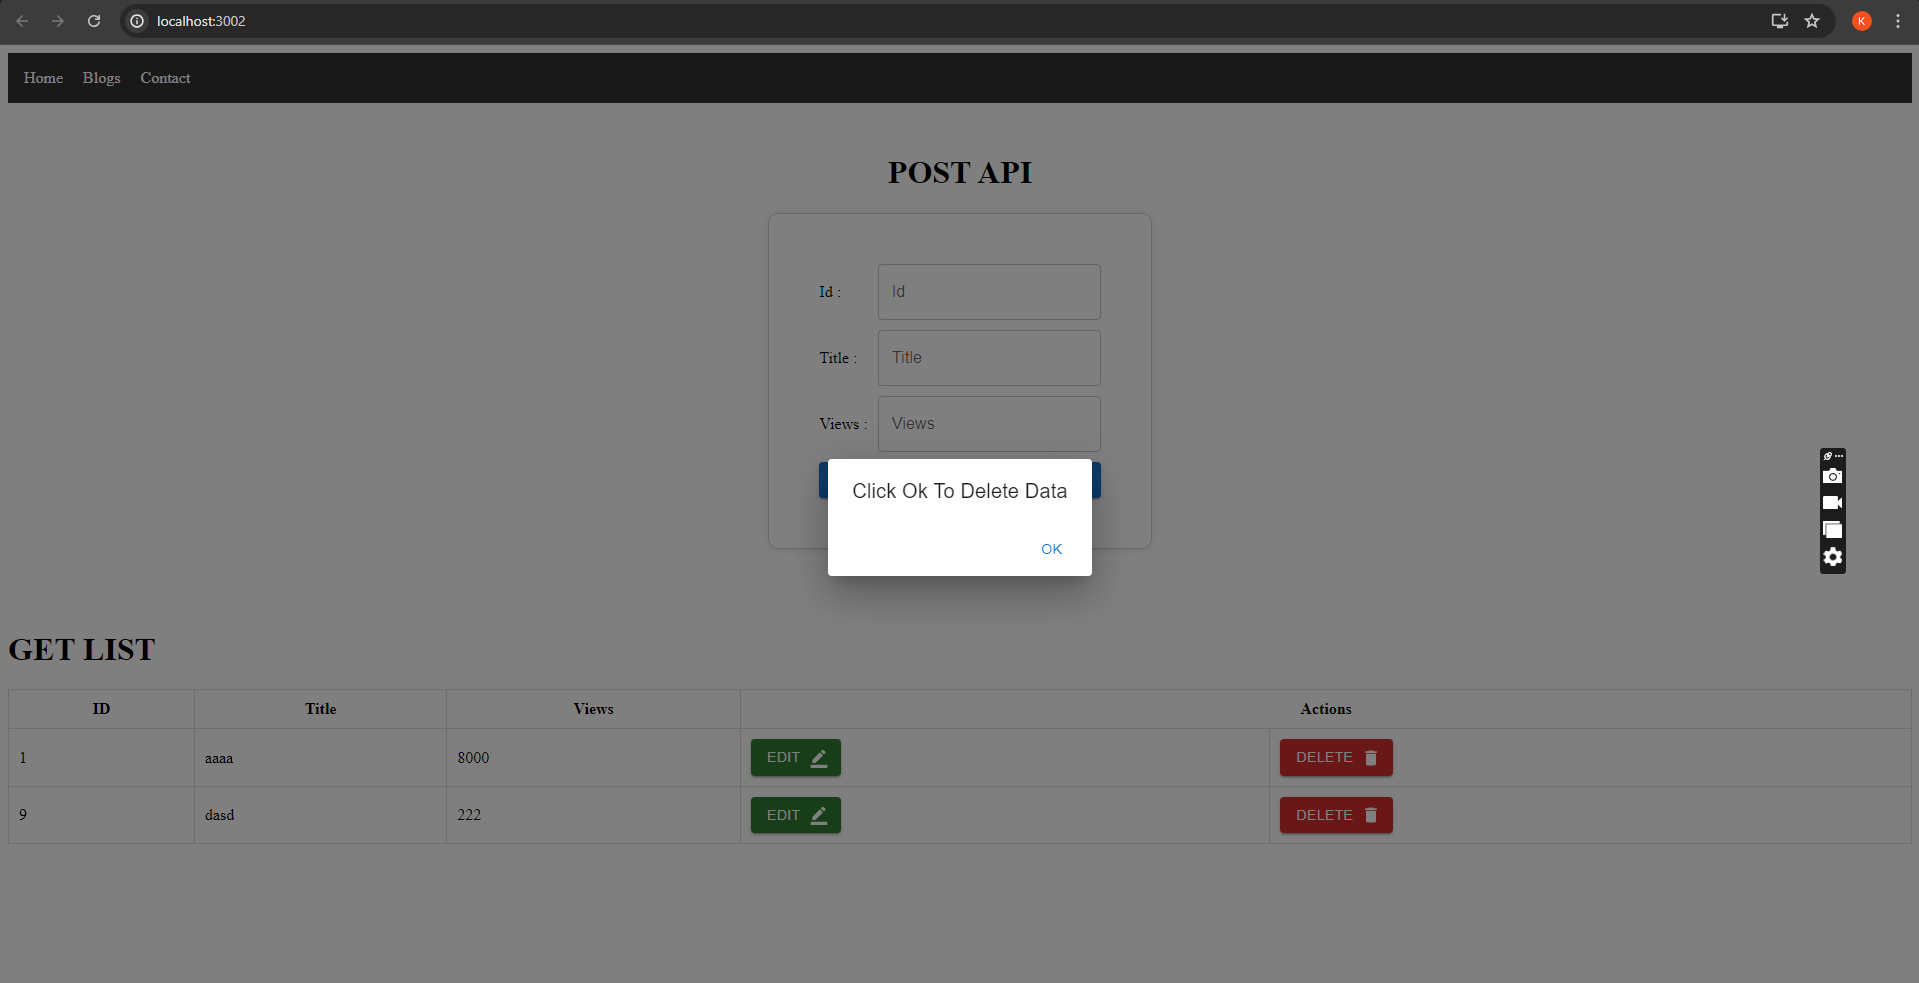 localhost:3002
K
Home Blogs Contact
POST API
Id : Id
Title : Title
Views : Views
Click Ok To Delete Data
OK
GET LIST
ID Title Views Actions
1 aaaa 8000 EDIT DELETE
9 dasd 222 EDIT DELETE